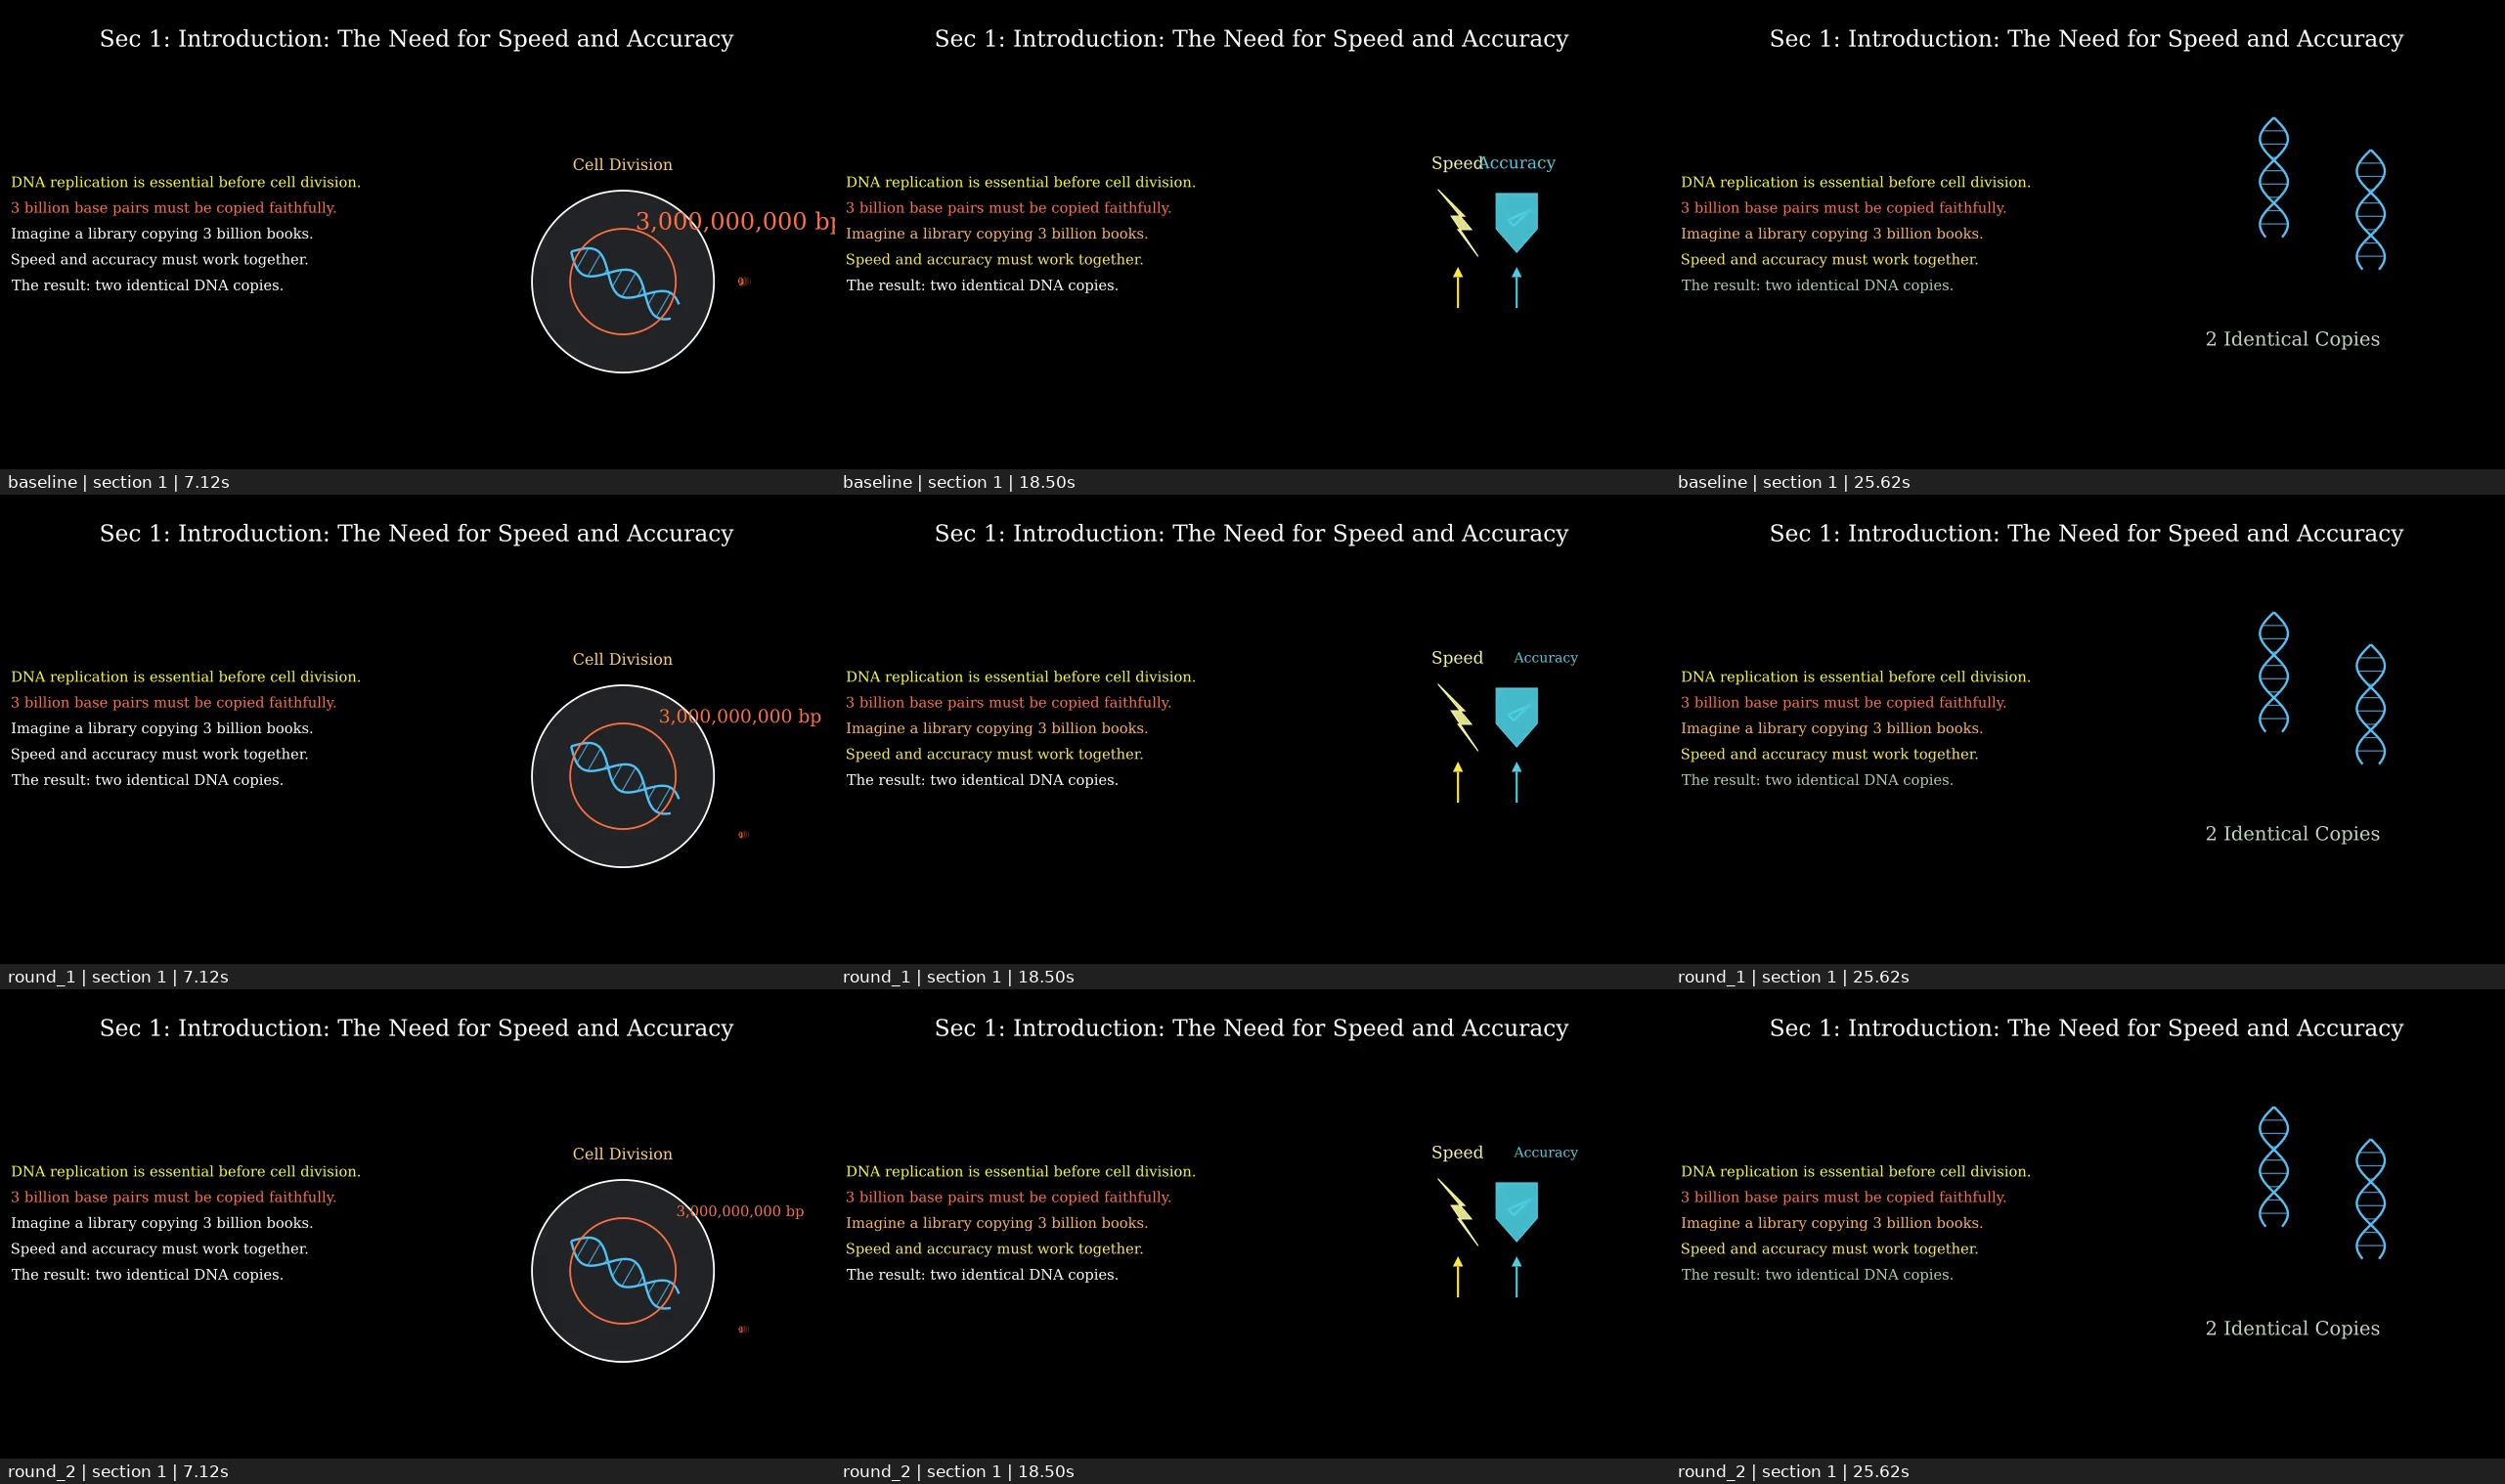 Sec 1: Introduction: The Need for Speed and Accuracy
Cell Division
DNA replication is essential before cell division.
3 billion base pairs must be copied faithfully.
Imagine a library copying 3 billion books.
Speed and accuracy must work together.
The result: two identical DNA copies.
3,000,000,000
baseline | section 1 | 7.12s
Sec 1: Introduction: The Need for Speed and Accuracy
Speed
Accuracy
DNA replication is essential before cell division.
3 billion base pairs must be copied faithfully.
Imagine a library copying 3 billion books.
Speed and accuracy must work together.
The result: two identical DNA copies.
baseline | section 1 | 18.50s
Sec 1: Introduction: The Need for Speed and Accuracy
DNA replication is essential before cell division.
3 billion base pairs must be copied faithfully.
Imagine a library copying 3 billion books.
Speed and accuracy must work together.
The result: two identical DNA copies.
2 Identical Copies
baseline | section 1 | 25.62s
Sec 1: Introduction: The Need for Speed and Accuracy
Cell Division
DNA replication is essential before cell division.
3 billion base pairs must be copied faithfully.
Imagine a library copying 3 billion books.
Speed and accuracy must work together.
The result: two identical DNA copies.
3,000,000,000 bp
round_1 | section 1 | 7.12s
Sec 1: Introduction: The Need for Speed and Accuracy
Speed
Accuracy
DNA replication is essential before cell division.
3 billion base pairs must be copied faithfully.
Imagine a library copying 3 billion books.
Speed and accuracy must work together.
The result: two identical DNA copies.
round_1 | section 1 | 18.50s
Sec 1: Introduction: The Need for Speed and Accuracy
DNA replication is essential before cell division.
3 billion base pairs must be copied faithfully.
Imagine a library copying 3 billion books.
Speed and accuracy must work together.
The result: two identical DNA copies.
2 Identical Copies
round_1 | section 1 | 25.62s
Sec 1: Introduction: The Need for Speed and Accuracy
Cell Division
DNA replication is essential before cell division.
3 billion base pairs must be copied faithfully.
Imagine a library copying 3 billion books.
Speed and accuracy must work together.
The result: two identical DNA copies.
3,000,000,000 bp
round_2 | section 1 | 7.12s
Sec 1: Introduction: The Need for Speed and Accuracy
Speed
Accuracy
DNA replication is essential before cell division.
3 billion base pairs must be copied faithfully.
Imagine a library copying 3 billion books.
Speed and accuracy must work together.
The result: two identical DNA copies.
round_2 | section 1 | 18.50s
Sec 1: Introduction: The Need for Speed and Accuracy
DNA replication is essential before cell division.
3 billion base pairs must be copied faithfully.
Imagine a library copying 3 billion books.
Speed and accuracy must work together.
The result: two identical DNA copies.
2 Identical Copies
round_2 | section 1 | 25.62s